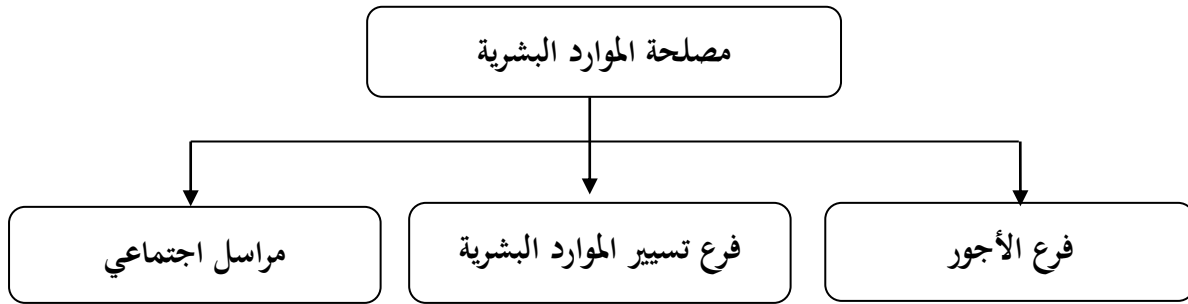 مصلحة الموارد البشرية
فرع الأجور
فرع تسيير الموارد البشرية
مراسل اجتماعي